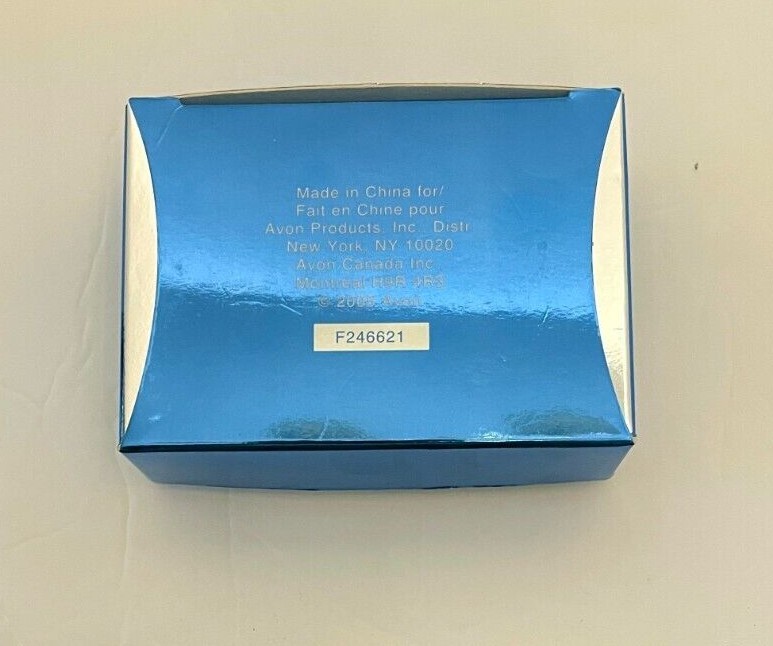 Made in China for/
Fait en Chine pour
Avon Products, Inc., Distr.
New York, NY 10020
Avon Canada Inc.
Montreal
© Avon
F246621